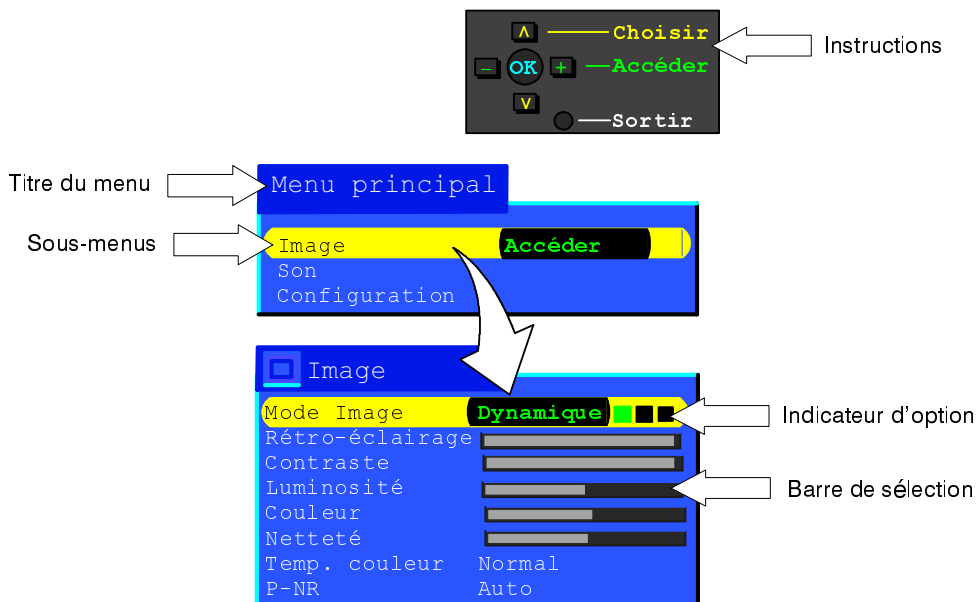 ∧ Choisir
Instructions
− OK + Accéder
∨
Sortir
Titre du menu
Menu principal
Sous-menus
Image Accéder
Son
Configuration
Image
Mode Image Dynamique
Indicateur d'option
Rétro-éclairage
Contraste
Luminosité
Barre de sélection
Couleur
Netteté
Temp. couleur Normal
P-NR Auto